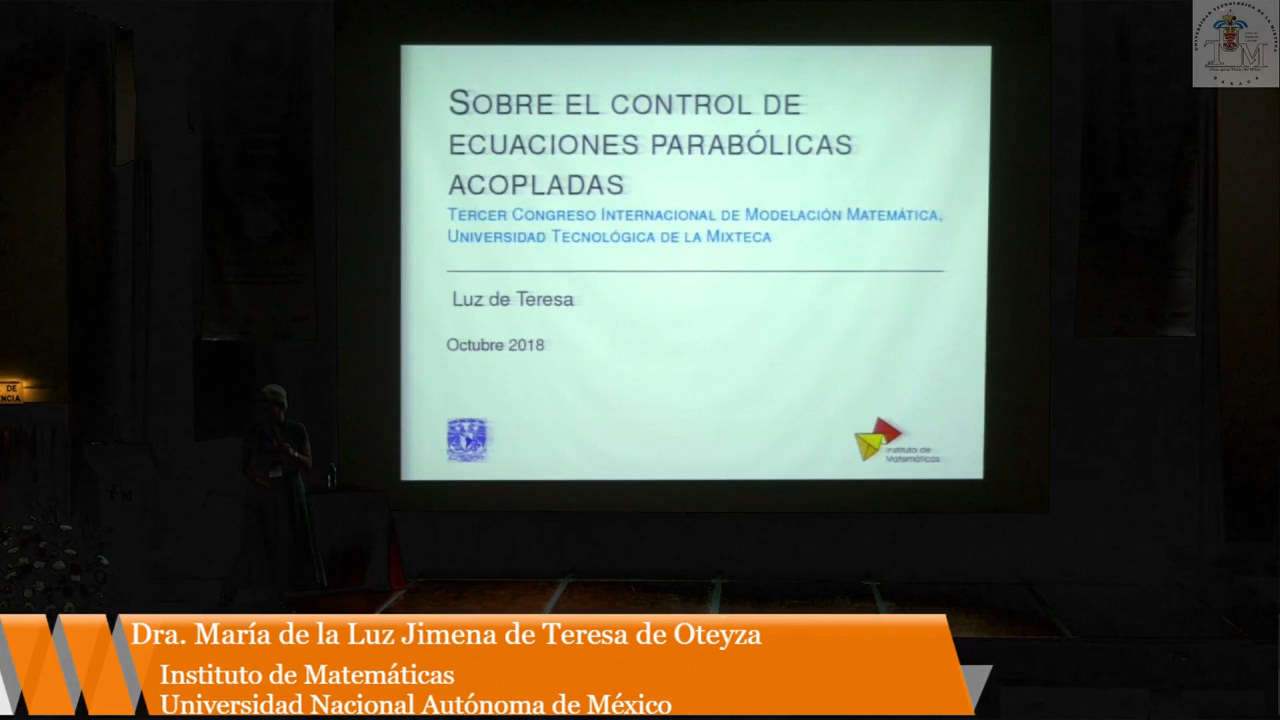 SOBRE EL CONTROL DE
ECUACIONES PARABÓLICAS
ACOPLADAS
TERCER CONGRESO INTERNACIONAL DE MODELACIÓN MATEMÁTICA,
UNIVERSIDAD TECNOLÓGICA DE LA MIXTECA
Luz de Teresa
Octubre 2018
Instituto de
Matemáticas
DE
NCIA
Dra. María de la Luz Jimena de Teresa de Oteyza
Instituto de Matemáticas
Universidad Nacional Autónoma de México